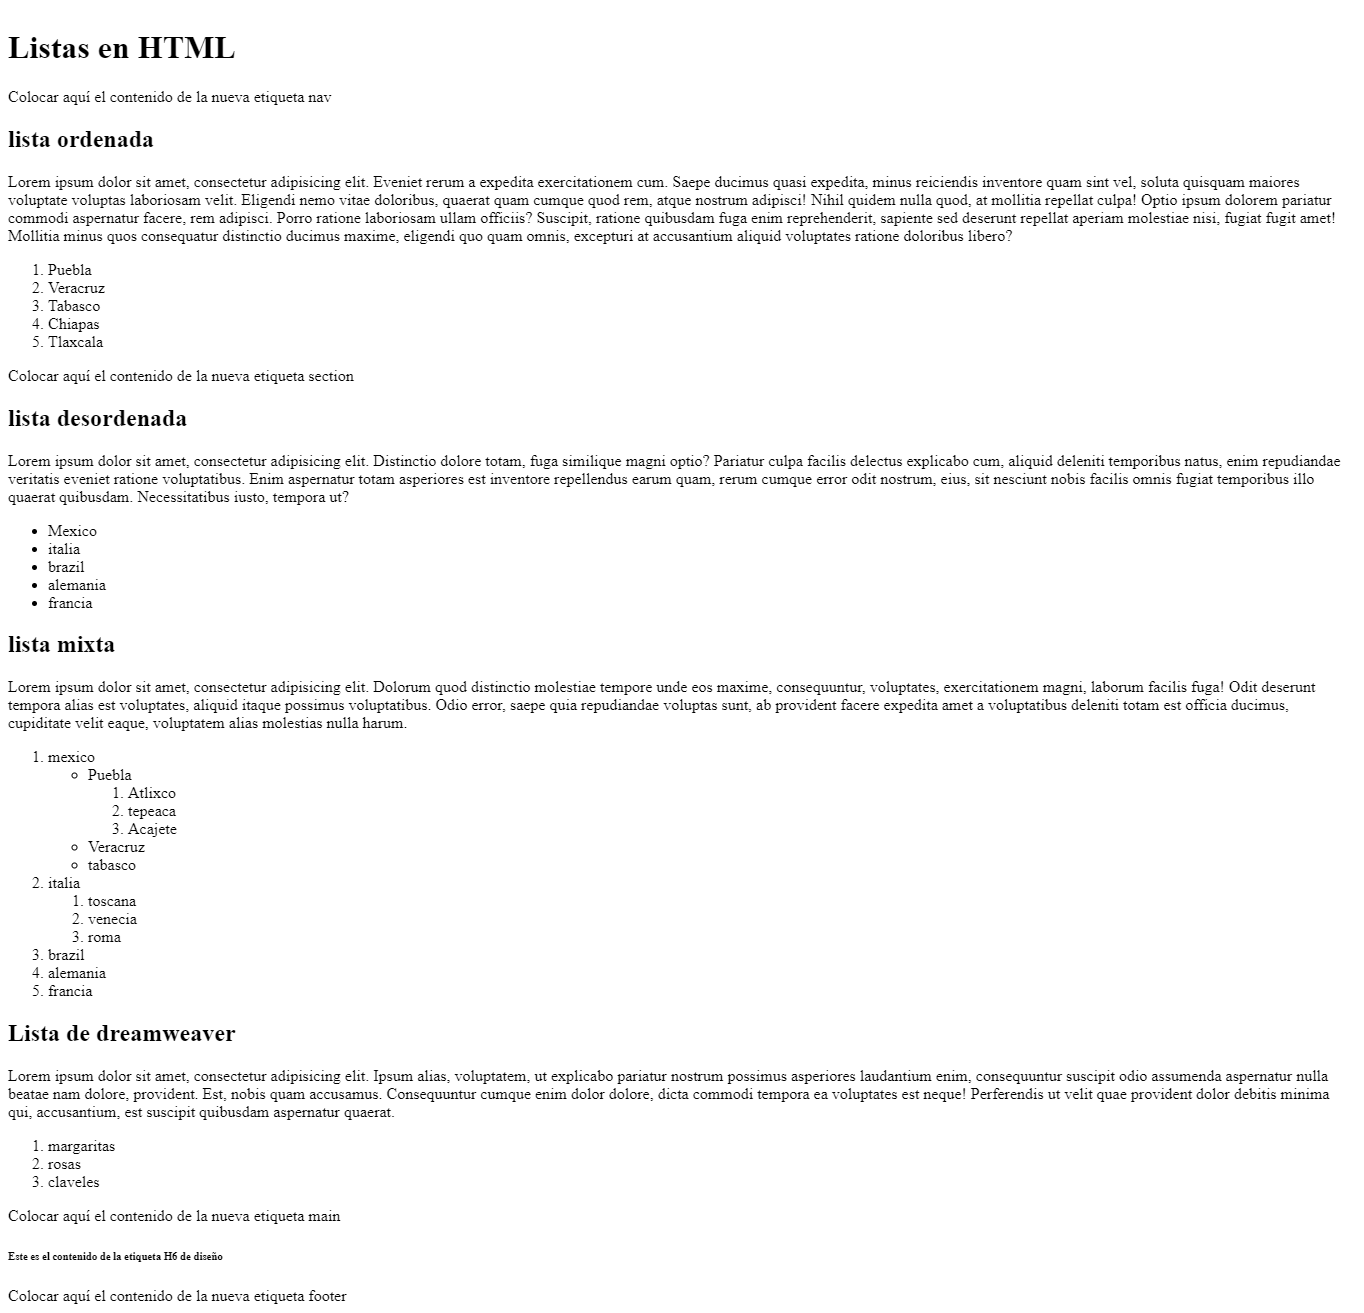 Listas en HTML
Colocar aquí el contenido de la nueva etiqueta nav
lista ordenada
Lorem ipsum dolor sit amet, consectetur adipisicing elit. Eveniet rerum a expedita exercitationem cum. Saepe ducimus quasi expedita, minus reiciendis inventore quam sint vel, soluta quisquam maiores
voluptate voluptas laboriosam velit. Eligendi nemo vitae doloribus, quaerat quam cumque quod rem, atque nostrum adipisci! Nihil quidem nulla quod, at mollitia repellat culpa! Optio ipsum dolorem pariatur
commodi aspernatur facere, rem adipisci. Porro ratione laboriosam ullam officiis? Suscipit, ratione quibusdam fuga enim reprehenderit, sapiente sed deserunt repellat aperiam molestiae nisi, fugiat fugit amet!
Mollitia minus quos consequatur distinctio ducimus maxime, eligendi quo quam omnis, excepturi at accusantium aliquid voluptates ratione doloribus libero?
1. Puebla
2. Veracruz
3. Tabasco
4. Chiapas
5. Tlaxcala
Colocar aquí el contenido de la nueva etiqueta section
lista desordenada
Lorem ipsum dolor sit amet, consectetur adipisicing elit. Distinctio dolore totam, fuga similique magni optio? Pariatur culpa facilis delectus explicabo cum, aliquid deleniti temporibus natus, enim repudiandae
veritatis eveniet ratione voluptatibus. Enim aspernatur totam asperiores est inventore repellendus earum quam, rerum cumque error odit nostrum, eius, sit nesciunt nobis facilis omnis fugiat temporibus illo
quaerat quibusdam. Necessitatibus iusto, tempora ut?
• Mexico
• italia
• brazil
• alemania
• francia
lista mixta
Lorem ipsum dolor sit amet, consectetur adipisicing elit. Dolorum quod distinctio molestiae tempore unde eos maxime, consequuntur, voluptates, exercitationem magni, laborum facilis fuga! Odit deserunt
tempora alias est voluptates, aliquid itaque possimus voluptatibus. Odio error, saepe quia repudiandae voluptas sunt, ab provident facere expedita amet a voluptatibus deleniti totam est officia ducimus,
cupiditate velit eaque, voluptatem alias molestias nulla harum.
1. mexico
◦ Puebla
1. Atlixco
2. tepeaca
3. Acajete
◦ Veracruz
◦ tabasco
2. italia
1. toscana
2. venecia
3. roma
3. brazil
4. alemania
5. francia
Lista de dreamweaver
Lorem ipsum dolor sit amet, consectetur adipisicing elit. Ipsum alias, voluptatem, ut explicabo pariatur nostrum possimus asperiores laudantium enim, consequuntur suscipit odio assumenda aspernatur nulla
beatae nam dolore, provident. Est, nobis quam accusamus. Consequuntur cumque enim dolor dolore, dicta commodi tempora ea voluptates est neque! Perferendis ut velit quae provident dolor debitis minima
qui, accusantium, est suscipit quibusdam aspernatur quaerat.
1. margaritas
2. rosas
3. claveles
Colocar aquí el contenido de la nueva etiqueta main
Este es el contenido de la etiqueta H6 de diseño
Colocar aquí el contenido de la nueva etiqueta footer